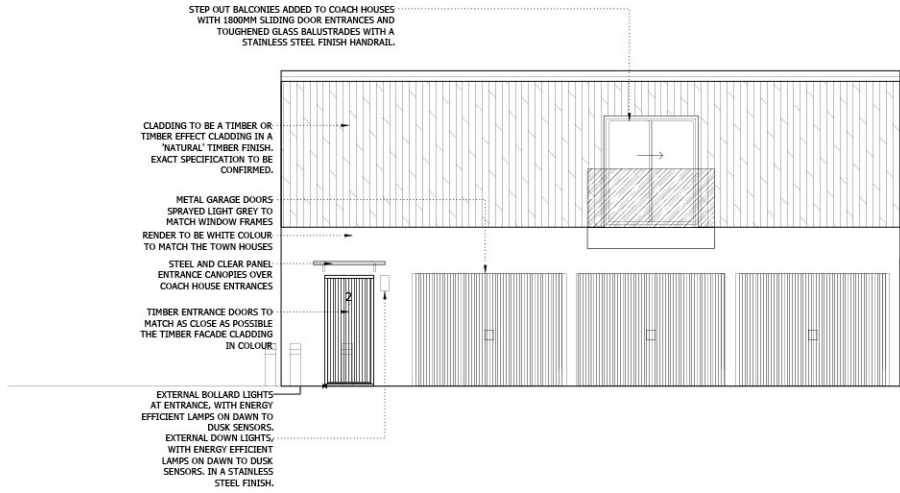 STEP OUT BALCONIES ADDED TO COACH HOUSES
WITH 1800MM SLIDING DOOR ENTRANCES AND
TOUGHENED GLASS BALUSTRADES WITH A
STAINLESS STEEL FINISH HANDRAIL.
CLADDING TO BE A TIMBER OR
TIMBER EFFECT CLADDING IN A
'NATURAL' TIMBER FINISH.
EXACT SPECIFICATION TO BE
CONFIRMED.
METAL GARAGE DOORS
SPRAYED LIGHT GREY TO
MATCH WINDOW FRAMES
RENDER TO BE WHITE COLOUR
TO MATCH THE TOWN HOUSES
STEEL AND CLEAR PANEL
ENTRANCE CANOPIES OVER
COACH HOUSE ENTRANCES
2
TIMBER ENTRANCE DOORS TO
MATCH AS CLOSE AS POSSIBLE
THE TIMBER FACADE CLADDING
IN COLOUR
EXTERNAL BOLLARD LIGHTS
AT ENTRANCE, WITH ENERGY
EFFICIENT LAMPS ON DAWN TO
DUSK SENSORS.
EXTERNAL DOWN LIGHTS,
WITH ENERGY EFFICIENT
LAMPS ON DAWN TO DUSK
SENSORS. IN A STAINLESS
STEEL FINISH.